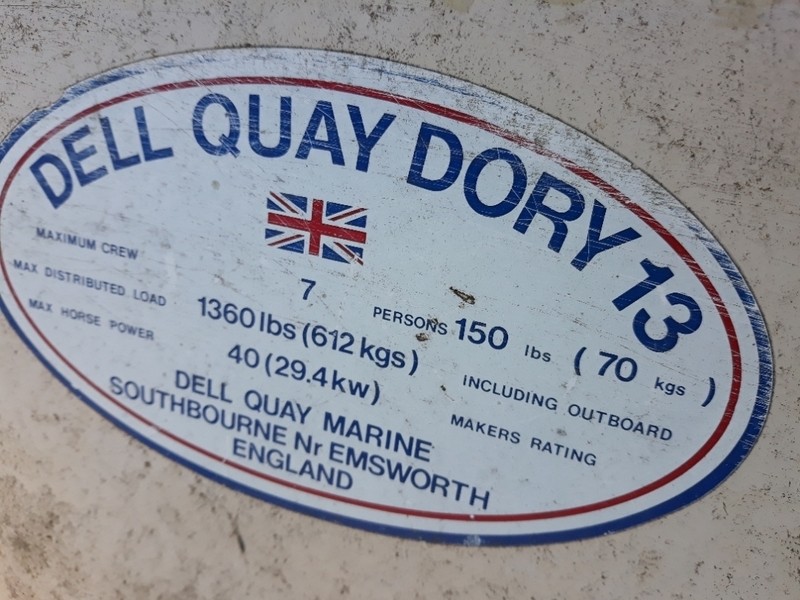 DELL QUAY DORY 13
MAXIMUM CREW 7 PERSONS 150 lbs (70 kgs)
MAX DISTRIBUTED LOAD 1360 lbs (612 kgs) INCLUDING OUTBOARD
MAX HORSE POWER 40 (29.4 kw) MAKERS RATING
DELL QUAY MARINE
SOUTHBOURNE Nr EMSWORTH
ENGLAND